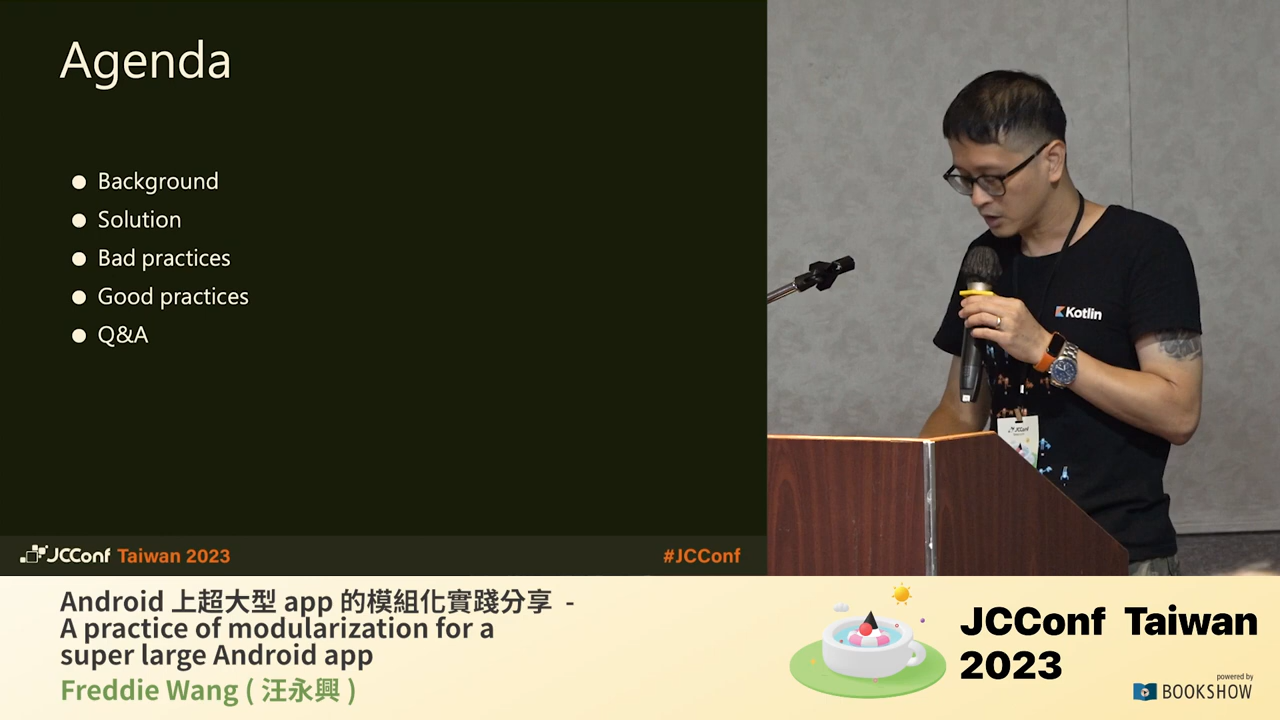 Agenda
Background
Solution
Bad practices
Good practices
Q&A
JCConf Taiwan 2023
#JCConf
Kotlin
JCConf
Android 上超大型 app 的模組化實踐分享 -
A practice of modularization for a
super large Android app
Freddie Wang ( 汪永興 )
JCConf Taiwan
2023
powered by
BOOKSHOW